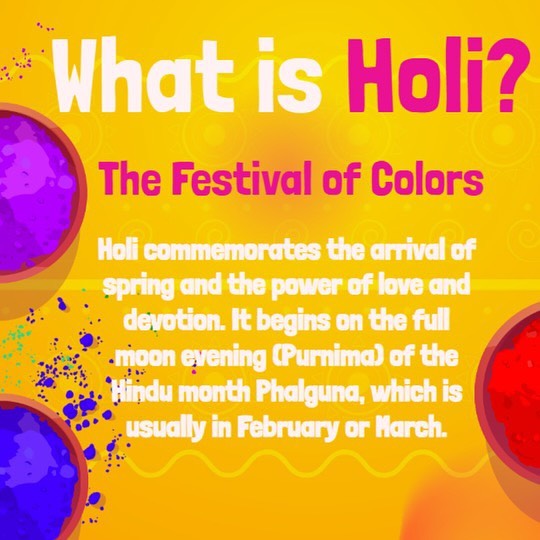 What is Holi?
The Festival of Colors
Holi commemorates the arrival of
spring and the power of love and
devotion. It begins on the full
moon evening (Purnima) of the
Hindu month Phalguna, which is
usually in February or March.